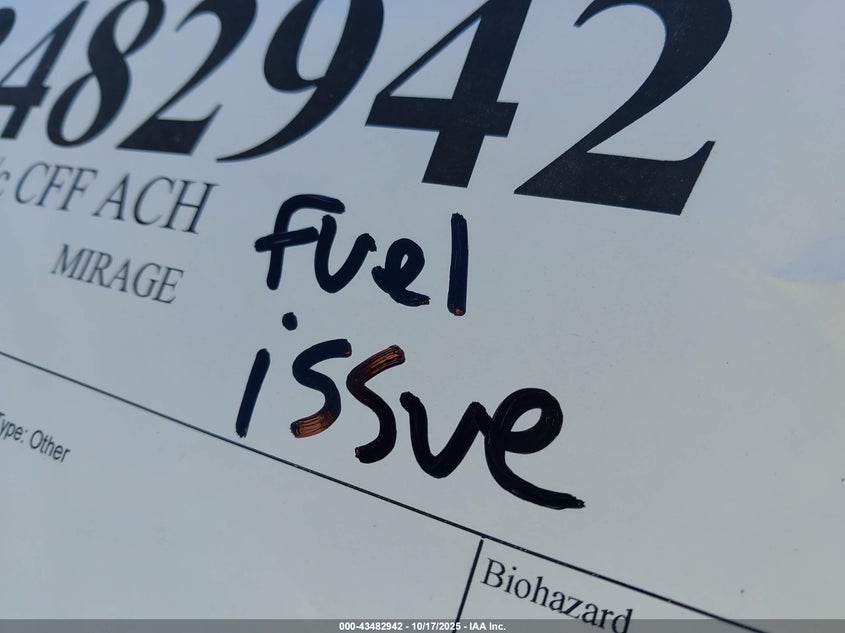 482942
CFF ACH
MIRAGE
Fuel
issue
Type: Other
Biohazard
000-43482942 - 10/17/2025 - IAA Inc.